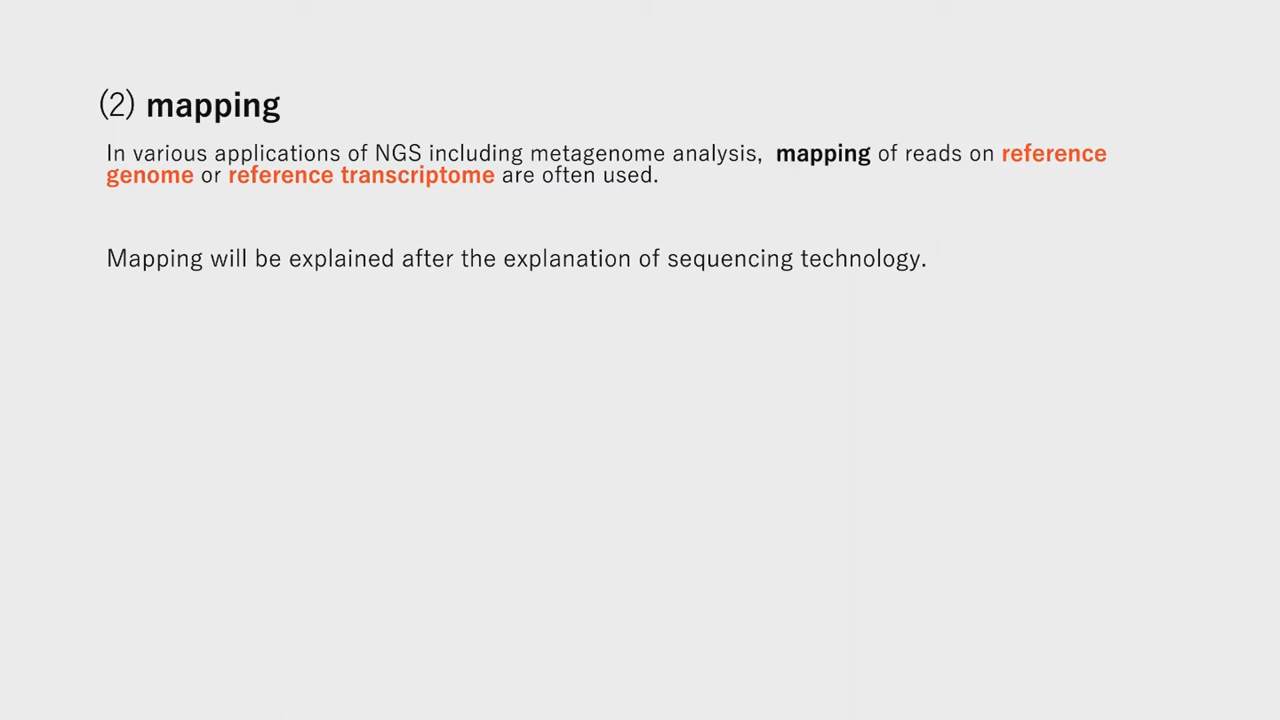 (2) mapping
In various applications of NGS including metagenome analysis, mapping of reads on reference
genome or reference transcriptome are often used.
Mapping will be explained after the explanation of sequencing technology.